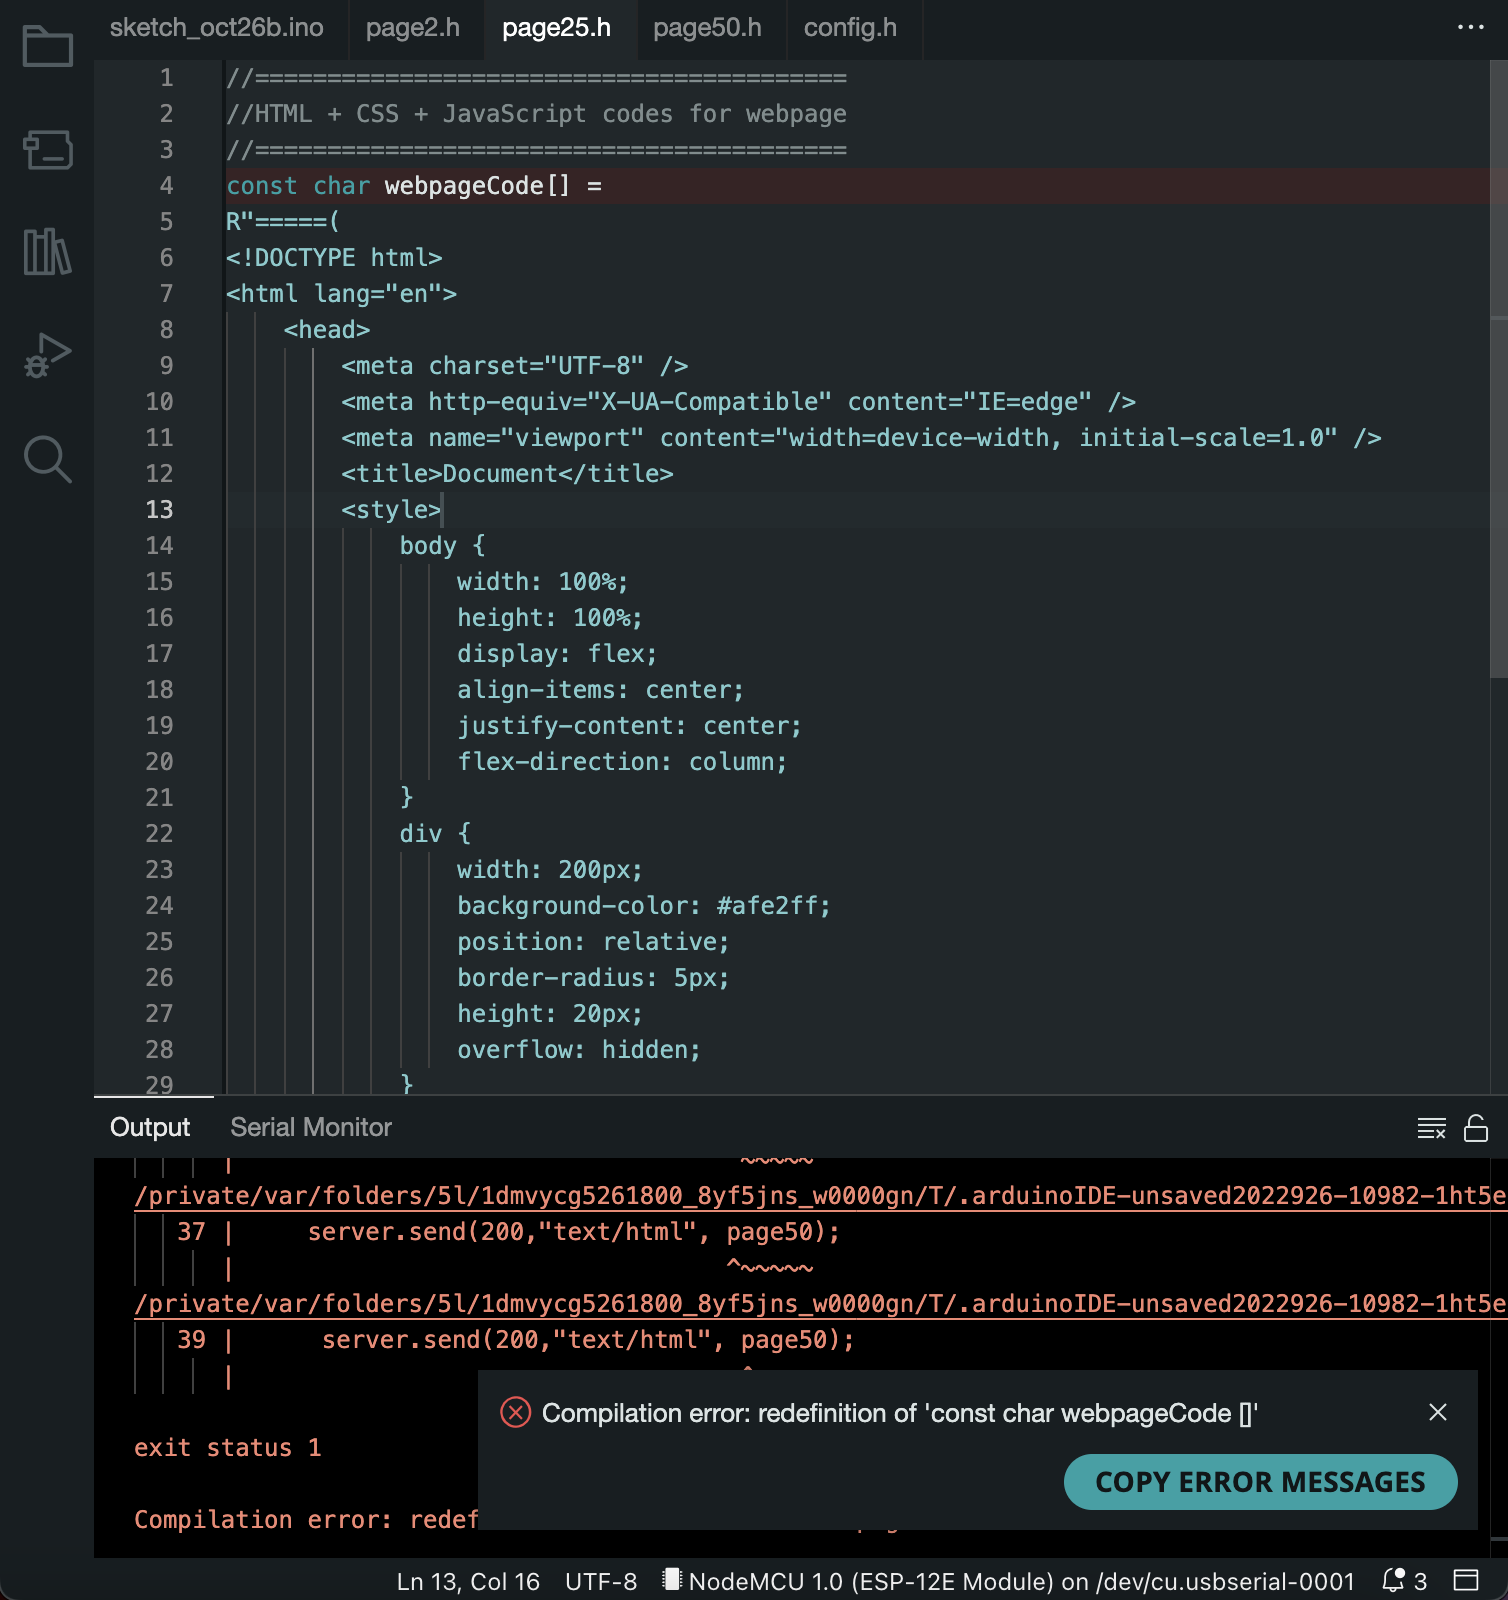 sketch_oct26b.ino page2.h page25.h page50.h config.h ...
1 //=========================================
2 //HTML + CSS + JavaScript codes for webpage
3 //=========================================
4 const char webpageCode[] =
5 R"=====(
6 <!DOCTYPE html>
7 <html lang="en">
8 <head>
9 <meta charset="UTF-8" />
10 <meta http-equiv="X-UA-Compatible" content="IE=edge" />
11 <meta name="viewport" content="width=device-width, initial-scale=1.0" />
12 <title>Document</title>
13 <style>
14 body {
15 width: 100%;
16 height: 100%;
17 display: flex;
18 align-items: center;
19 justify-content: center;
20 flex-direction: column;
21 }
22 div {
23 width: 200px;
24 background-color: #afe2ff;
25 position: relative;
26 border-radius: 5px;
27 height: 20px;
28 overflow: hidden;
29 }
Output Serial Monitor
| ~~~~~
/private/var/folders/5l/1dmvycg5261800_8yf5jns_w0000gn/T/.arduinoIDE-unsaved2022926-10982-1ht5e
37 | server.send(200,"text/html", page50);
| ^~~~~~
/private/var/folders/5l/1dmvycg5261800_8yf5jns_w0000gn/T/.arduinoIDE-unsaved2022926-10982-1ht5e
39 | server.send(200,"text/html", page50);
| ^
Compilation error: redefinition of 'const char webpageCode []'
exit status 1
COPY ERROR MESSAGES
Compilation error: redef
Ln 13, Col 16 UTF-8 NodeMCU 1.0 (ESP-12E Module) on /dev/cu.usbserial-0001 3